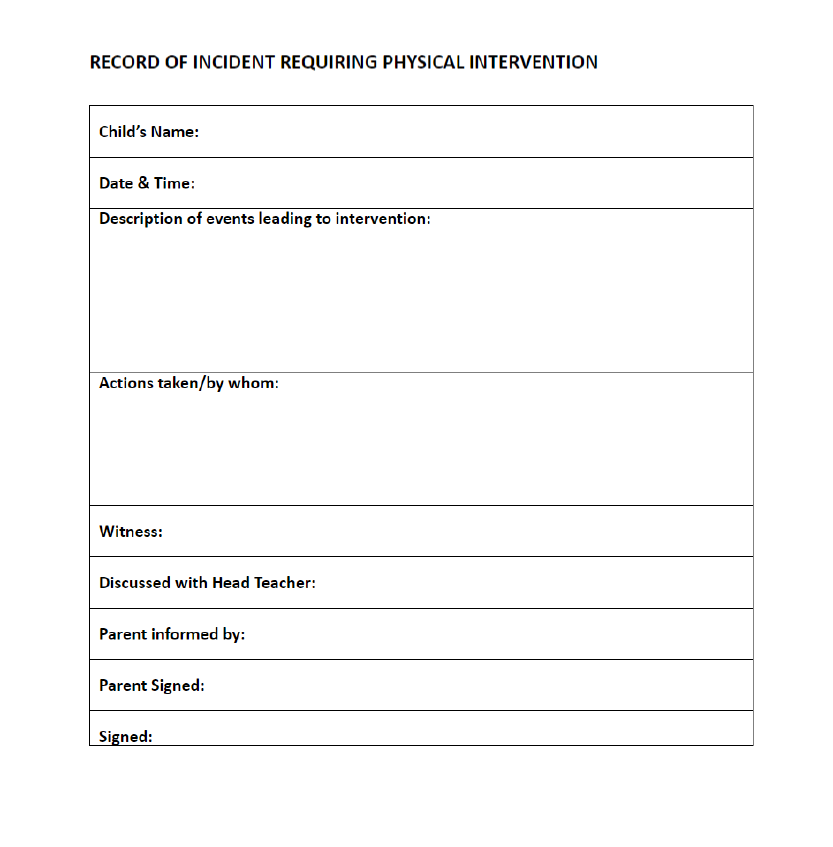 RECORD OF INCIDENT REQUIRING PHYSICAL INTERVENTION
Child’s Name:
Date & Time:
Description of events leading to intervention:
Actions taken/by whom:
Witness:
Discussed with Head Teacher:
Parent informed by:
Parent Signed:
Signed: